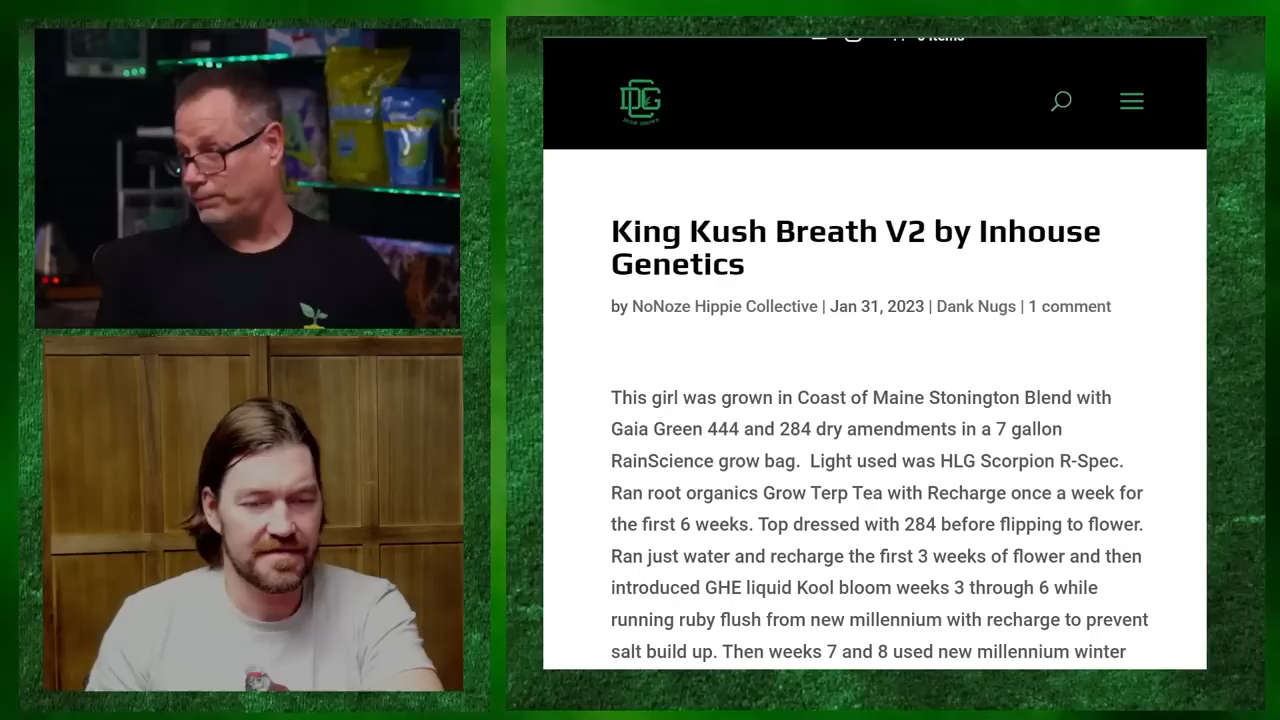 DGC
King Kush Breath V2 by Inhouse
Genetics
by NoNoze Hippie Collective | Jan 31, 2023 | Dank Nugs | 1 comment
This girl was grown in Coast of Maine Stonington Blend with
Gaia Green 444 and 284 dry amendments in a 7 gallon
RainScience grow bag.  Light used was HLG Scorpion R-Spec.
Ran root organics Grow Terp Tea with Recharge once a week for
the first 6 weeks. Top dressed with 284 before flipping to flower.
Ran just water and recharge the first 3 weeks of flower and then
introduced GHE liquid Kool bloom weeks 3 through 6 while
running ruby flush from new millennium with recharge to prevent
salt build up. Then weeks 7 and 8 used new millennium winter